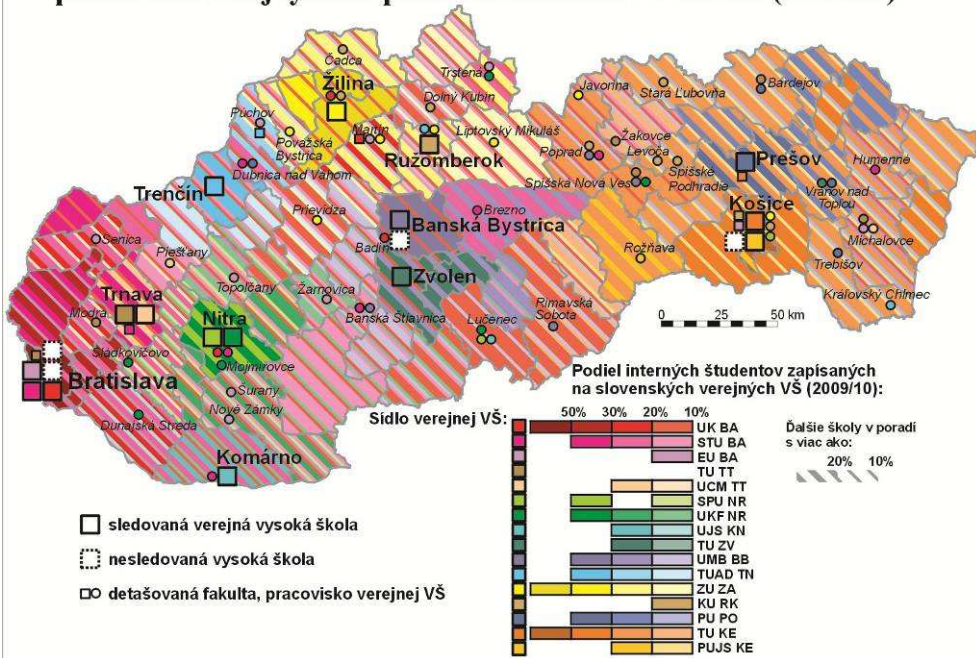 Čadca
Žilina
Trstená
Dolný Kubín
Javorina
Stará Ľubovňa
Bardejov
Púchov
Považská
Bystrica
Martin
Liptovský Mikuláš
Ružomberok
Žakovce
Levoča
Poprad
Spišské
Podhradie
Prešov
Humenné
Dubnica nad Váhom
Trenčín
Spišská Nová Ves
Vranov nad
Topľou
Košice
Prievidza
Brezno
Banská Bystrica
Senica
Badín
Rožňava
Michalovce
Piešťany
Zvolen
Trebišov
Topoľčany
Žarnovica
Kráľovský Chlmec
Trnava
Modra
Nitra
Banská Štiavnica
Lučenec
Rimavská
Sobota
0 25 50 km
Sládkovičovo
Mojmírovce
Bratislava
Šurany
Nové Zámky
Dunajská Streda
Komárno
Podiel interných študentov zapísaných
na slovenských verejných VŠ (2009/10):
Sídlo verejnej VŠ:
50% 30% 20% 10%
UK BA
STU BA
EU BA
TU TT
UCM TT
SPU NR
UKF NR
UJS KN
TU ZV
UMB BB
TUAD TN
ZU ZA
KU RK
PU PO
TU KE
PUJS KE
Ďalšie školy v poradí
s viac ako:
20% 10%
sledovaná verejná vysoká škola
nesledovaná vysoká škola
detašovaná fakulta, pracovisko verejnej VŠ